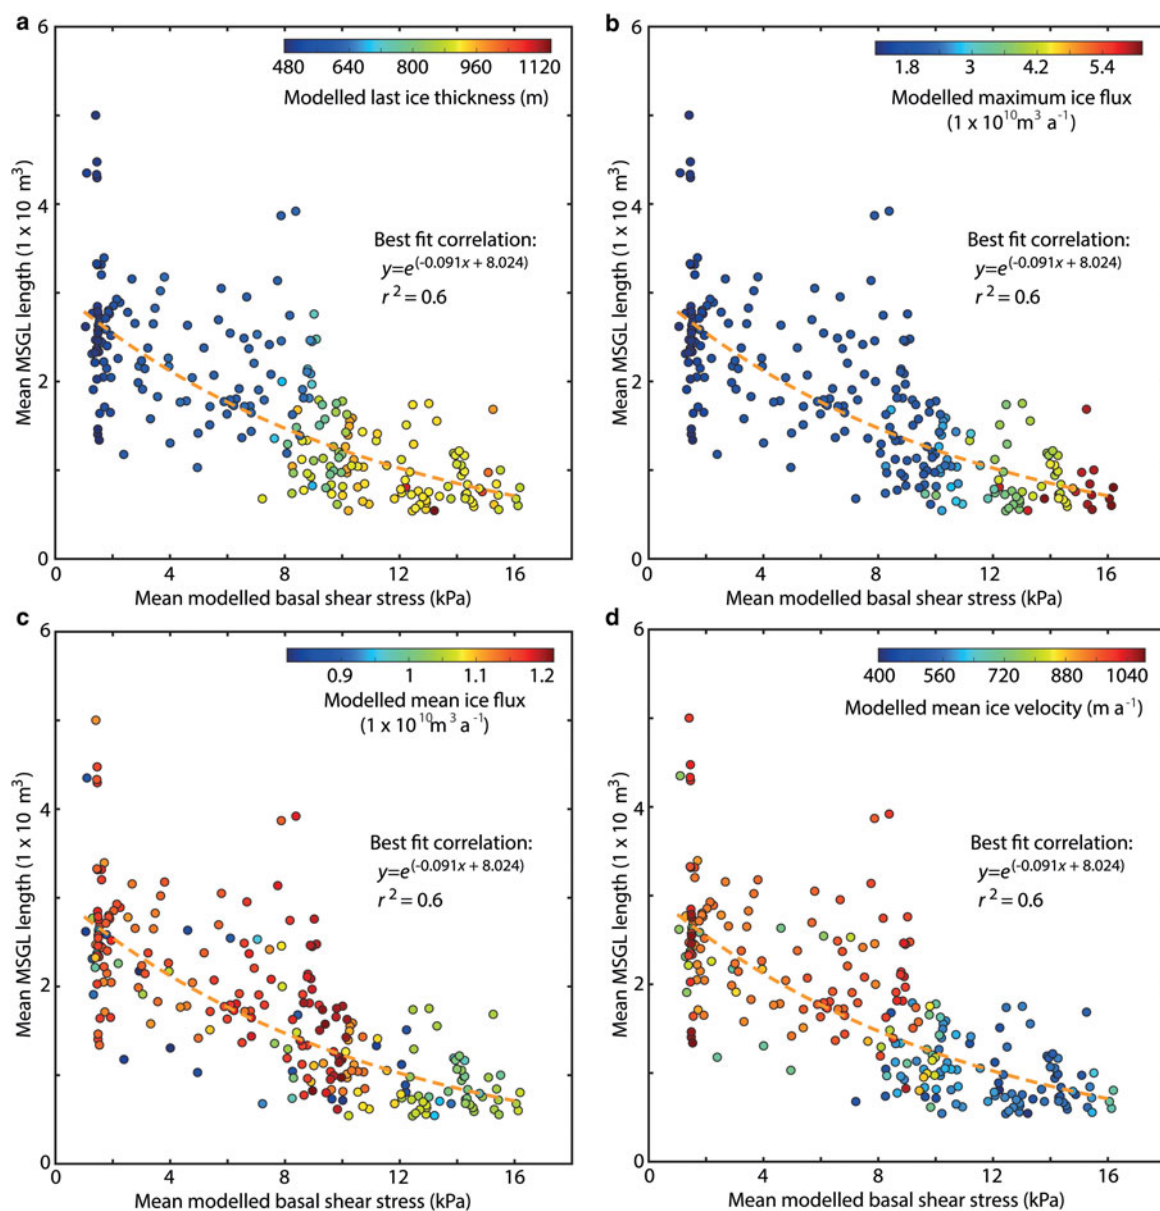 a
480 640 800 960 1120
Modelled last ice thickness (m)
Best fit correlation:
y=e(-0.091x + 8.024)
r 2 = 0.6
Mean MSGL length (1 x 10 m3)
6
4
2
0
0 4 8 12 16
Mean modelled basal shear stress (kPa)
b
1.8 3 4.2 5.4
Modelled maximum ice flux
(1 x 1010m3 a-1)
Best fit correlation:
y=e(-0.091x + 8.024)
r 2 = 0.6
Mean MSGL length (1 x 10 m3)
6
4
2
0
0 4 8 12 16
Mean modelled basal shear stress (kPa)
c
0.9 1 1.1 1.2
Modelled mean ice flux
(1 x 1010m3 a-1)
Best fit correlation:
y=e(-0.091x + 8.024)
r 2 = 0.6
Mean MSGL length (1 x 10 m3)
6
4
2
0
0 4 8 12 16
Mean modelled basal shear stress (kPa)
d
400 560 720 880 1040
Modelled mean ice velocity (m a-1)
Best fit correlation:
y=e(-0.091x + 8.024)
r 2 = 0.6
Mean MSGL length (1 x 10 m3)
6
4
2
0
0 4 8 12 16
Mean modelled basal shear stress (kPa)